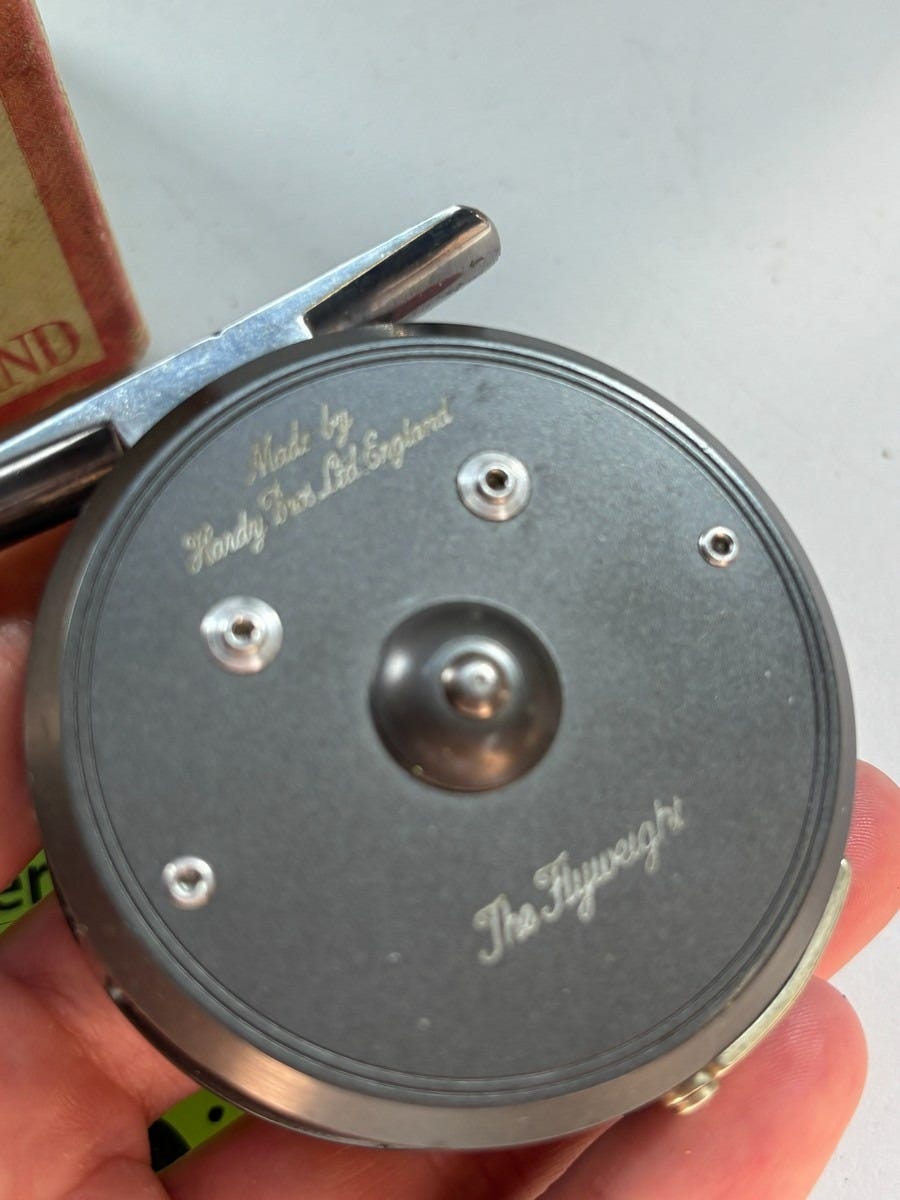 Made by
Hardy Bros Ltd. England
The Flyweight